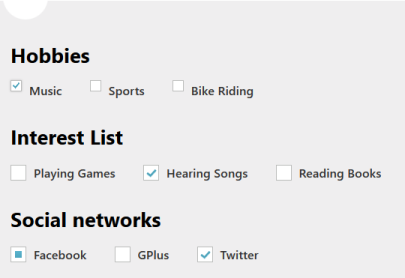 Hobbies
Music Sports Bike Riding
Interest List
Playing Games Hearing Songs Reading Books
Social networks
Facebook GPlus Twitter